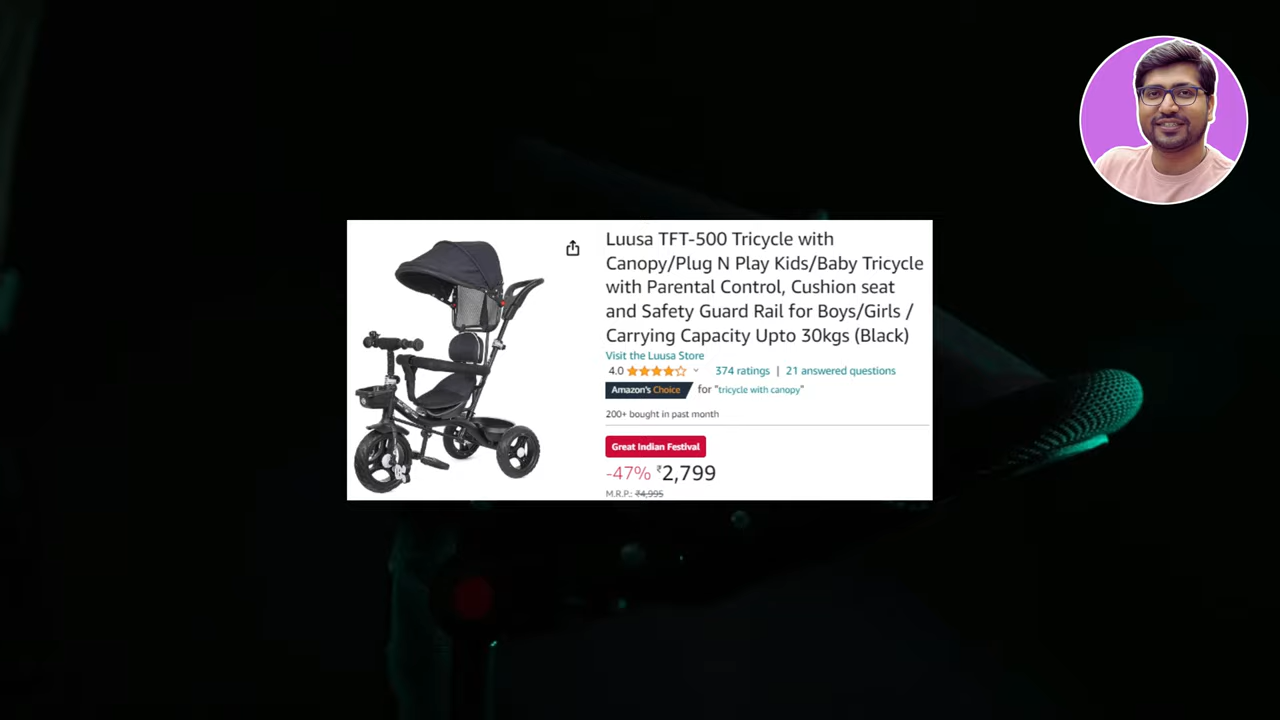 Luusa TFT-500 Tricycle with
Canopy/Plug N Play Kids/Baby Tricycle
with Parental Control, Cushion seat
and Safety Guard Rail for Boys/Girls /
Carrying Capacity Upto 30kgs (Black)
Visit the Luusa Store
4.0 374 ratings | 21 answered questions
Amazon's Choice for "tricycle with canopy"
200+ bought in past month
Great Indian Festival
-47% ₹2,799
M.R.P.: ₹4,995